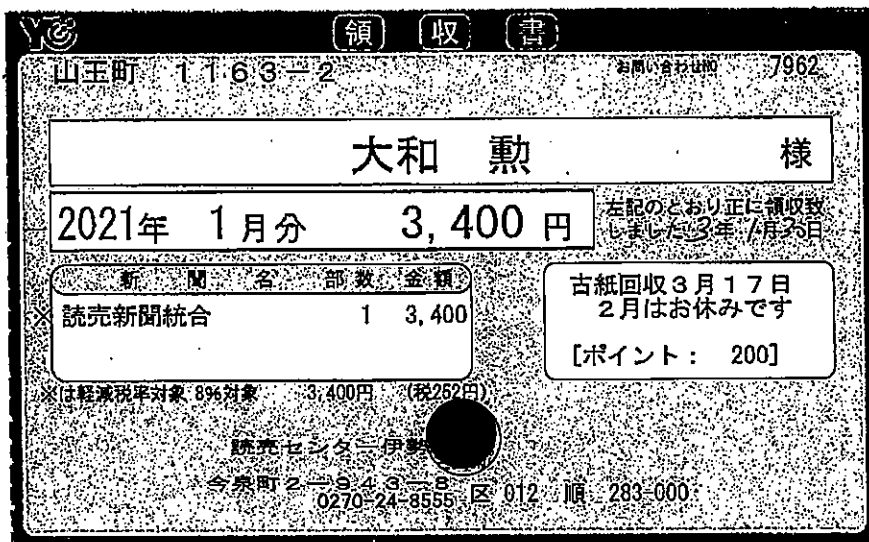 YC 領収書
山王町 1163-2 お問い合わせNO 7962
大和 勲 様
2021年 1月分 3,400円
左記のとおり正に領収致
しました 3年 1月30日
新聞名 部数 金額
※ 読売新聞統合 1 3,400
古紙回収3月17日
2月はお休みです
[ポイント: 200]
※は軽減税率対象 8%対象 3,400円 (税252円)
読売センター伊勢
今泉町2-943-8
0270-24-8555 区 012 順 283-000